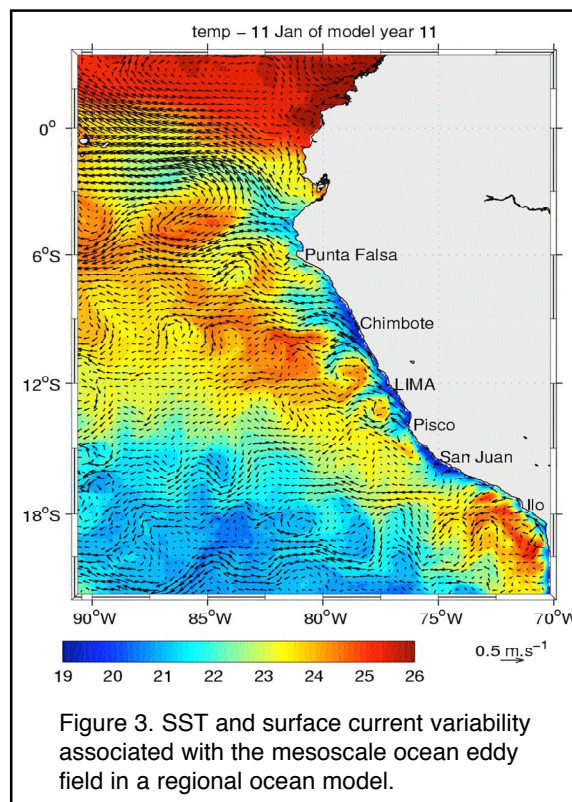 temp – 11 Jan of model year 11
0°
6°S
12°S
18°S
Punta Falsa
Chimbote
LIMA
Pisco
San Juan
Ilo
90°W 85°W 80°W 75°W 70°W
19 20 21 22 23 24 25 26
0.5 m.s⁻¹
Figure 3. SST and surface current variability
associated with the mesoscale ocean eddy
field in a regional ocean model.